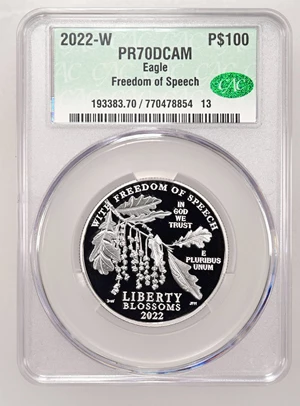 2022-W P$100
PR70DCAM
Eagle
Freedom of Speech
CAC
193383.70 / 770478854 13
WITH FREEDOM OF SPEECH
IN
GOD
WE
TRUST
E
PLURIBUS
UNUM
LIBERTY
BLOSSOMS
2022